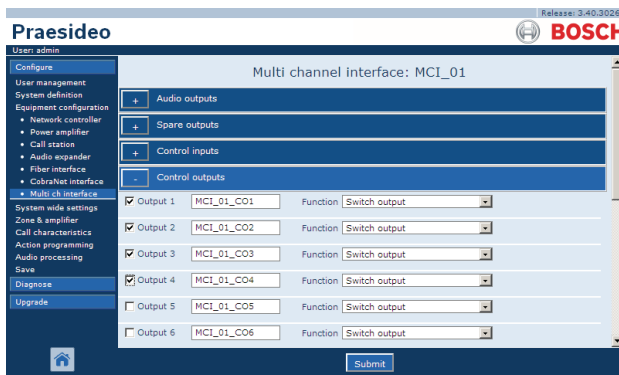 Release: 3.40.3026
Praesideo
BOSCH
User: admin
Configure
User management
System definition
Equipment configuration
• Network controller
• Power amplifier
• Call station
• Audio expander
• Fiber interface
• CobraNet interface
• Multi ch interface
System wide settings
Zone & amplifier
Call characteristics
Action programming
Audio processing
Save
Diagnose
Upgrade
Multi channel interface: MCI_01
+ Audio outputs
+ Spare outputs
+ Control inputs
- Control outputs
Output 1 MCI_01_CO1 Function Switch output
Output 2 MCI_01_CO2 Function Switch output
Output 3 MCI_01_CO3 Function Switch output
Output 4 MCI_01_CO4 Function Switch output
Output 5 MCI_01_CO5 Function Switch output
Output 6 MCI_01_CO6 Function Switch output
Submit